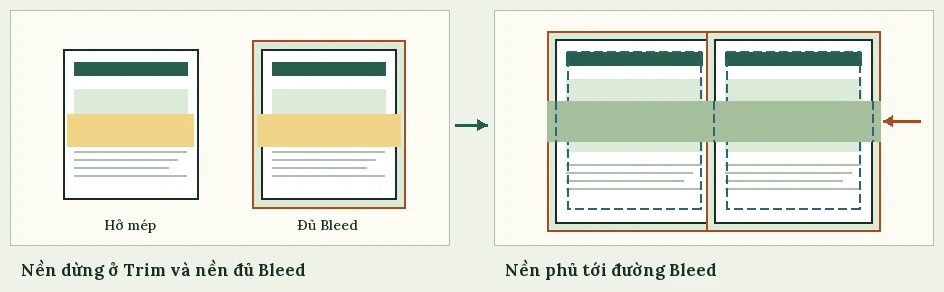 Hở mép
Đủ Bleed
Nền dừng ở Trim và nền đủ Bleed
Nền phủ tới đường Bleed